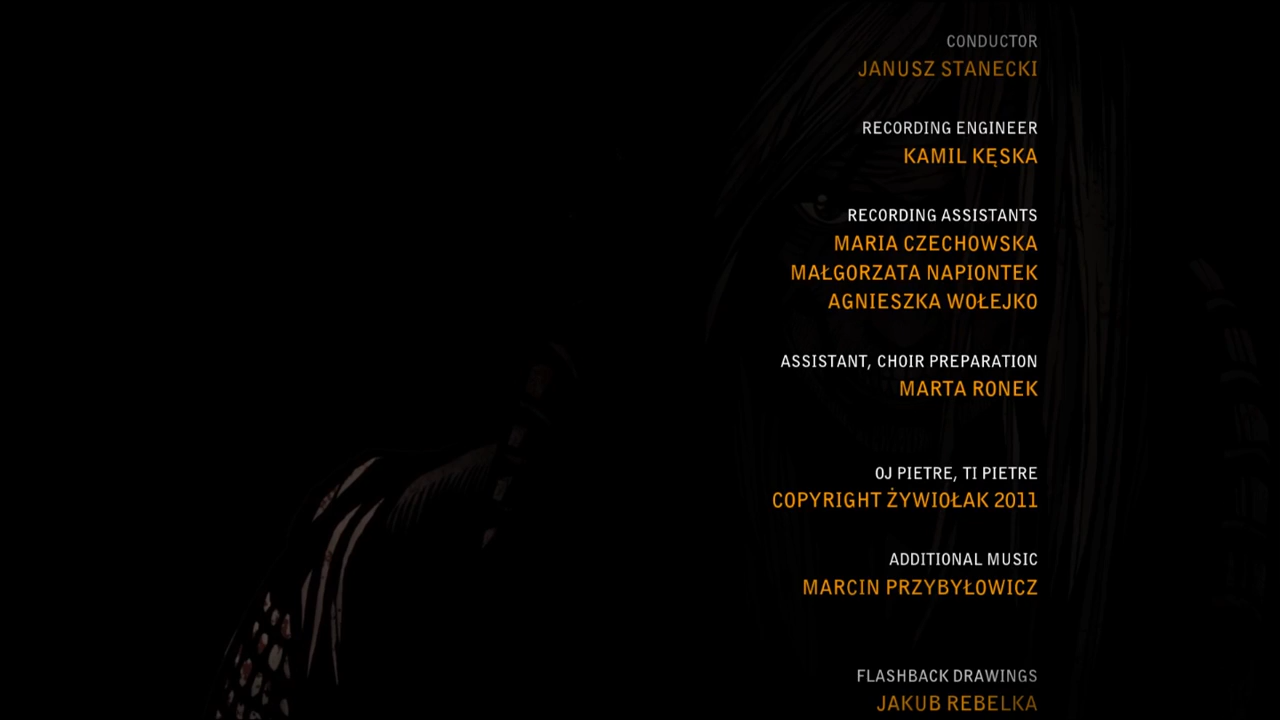 CONDUCTOR
JANUSZ STANECKI
RECORDING ENGINEER
KAMIL KĘSKA
RECORDING ASSISTANTS
MARIA CZECHOWSKA
MAŁGORZATA NAPIONTEK
AGNIESZKA WOŁEJKO
ASSISTANT, CHOIR PREPARATION
MARTA RONEK
OJ PIETRE, TI PIETRE
COPYRIGHT ŻYWIOŁAK 2011
ADDITIONAL MUSIC
MARCIN PRZYBYŁOWICZ
FLASHBACK DRAWINGS
JAKUB REBELKA